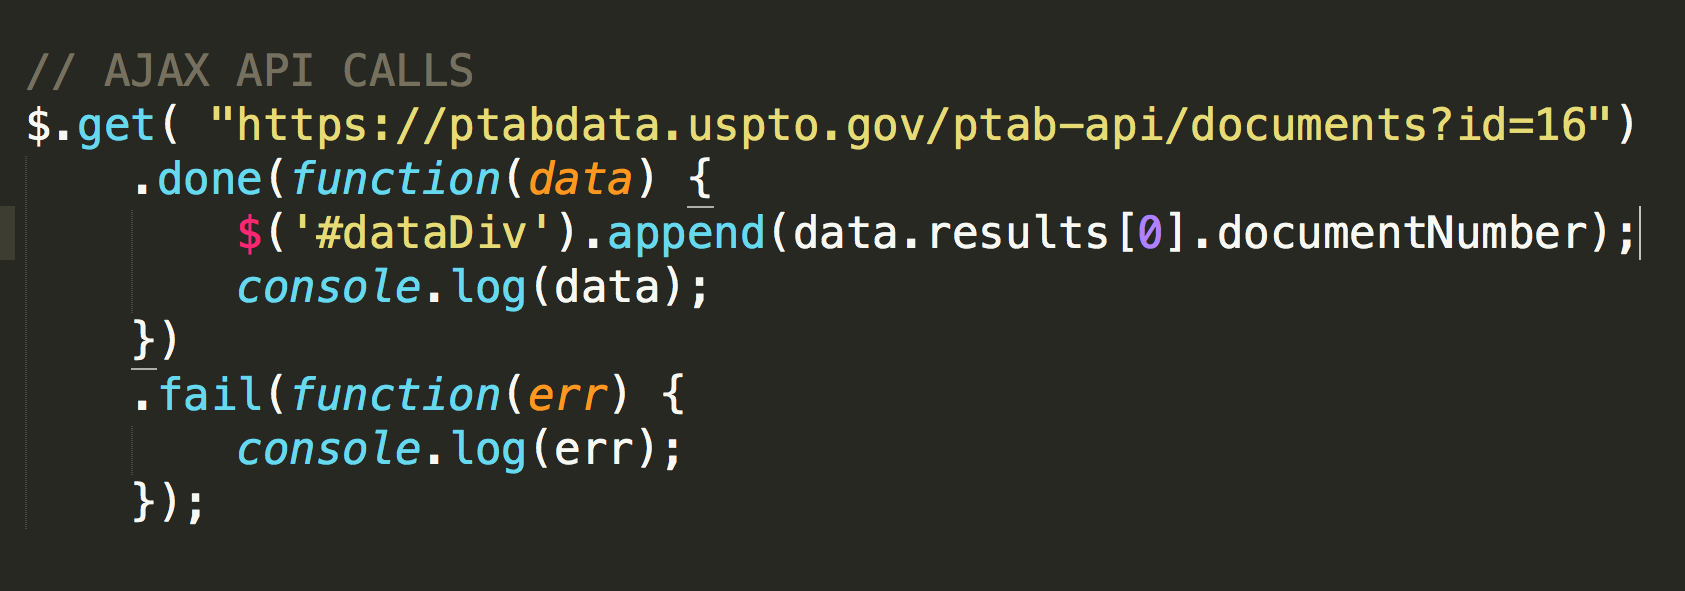 // AJAX API CALLS
$.get( "https://ptabdata.uspto.gov/ptab-api/documents?id=16")
    .done(function(data) {
        $('#dataDiv').append(data.results[0].documentNumber);
        console.log(data);
    })
    .fail(function(err) {
        console.log(err);
    });